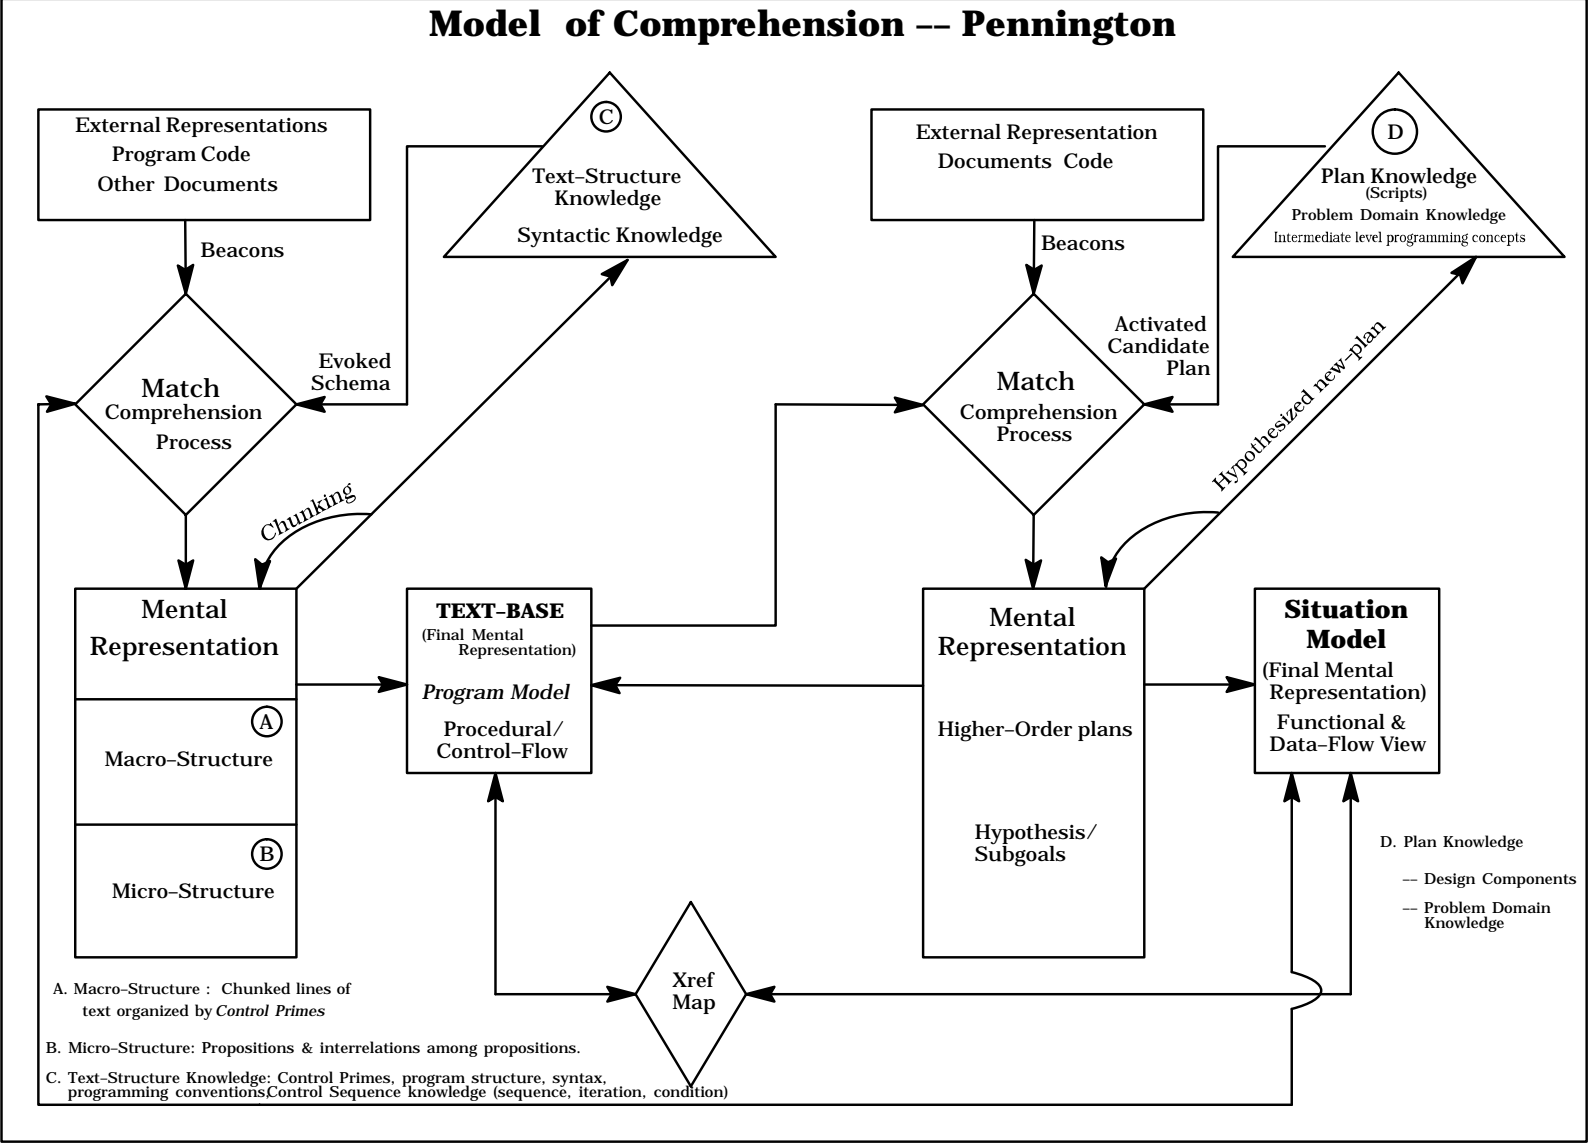 Model of Comprehension –– Pennington
External Representations
Program Code
Other Documents
Beacons
Match
Comprehension
Process
Evoked
Schema
C
Text–Structure
Knowledge
Syntactic Knowledge
Chunking
Mental
Representation
A
Macro–Structure
B
Micro–Structure
TEXT–BASE
(Final Mental
Representation)
Program Model
Procedural/
Control–Flow
External Representation
Documents Code
Beacons
Match
Comprehension
Process
Activated
Candidate
Plan
D
Plan Knowledge
(Scripts)
Problem Domain Knowledge
Intermediate level programming concepts
Hypothesized new–plan
Mental
Representation
Higher–Order plans
Hypothesis/
Subgoals
Situation
Model
(Final Mental
Representation)
Functional &
Data–Flow View
Xref
Map
D. Plan Knowledge
–– Design Components
–– Problem Domain
Knowledge
A. Macro–Structure : Chunked lines of
text organized by Control Primes
B. Micro–Structure: Propositions & interrelations among propositions.
C. Text–Structure Knowledge: Control Primes, program structure, syntax,
programming conventions,Control Sequence knowledge (sequence, iteration, condition)